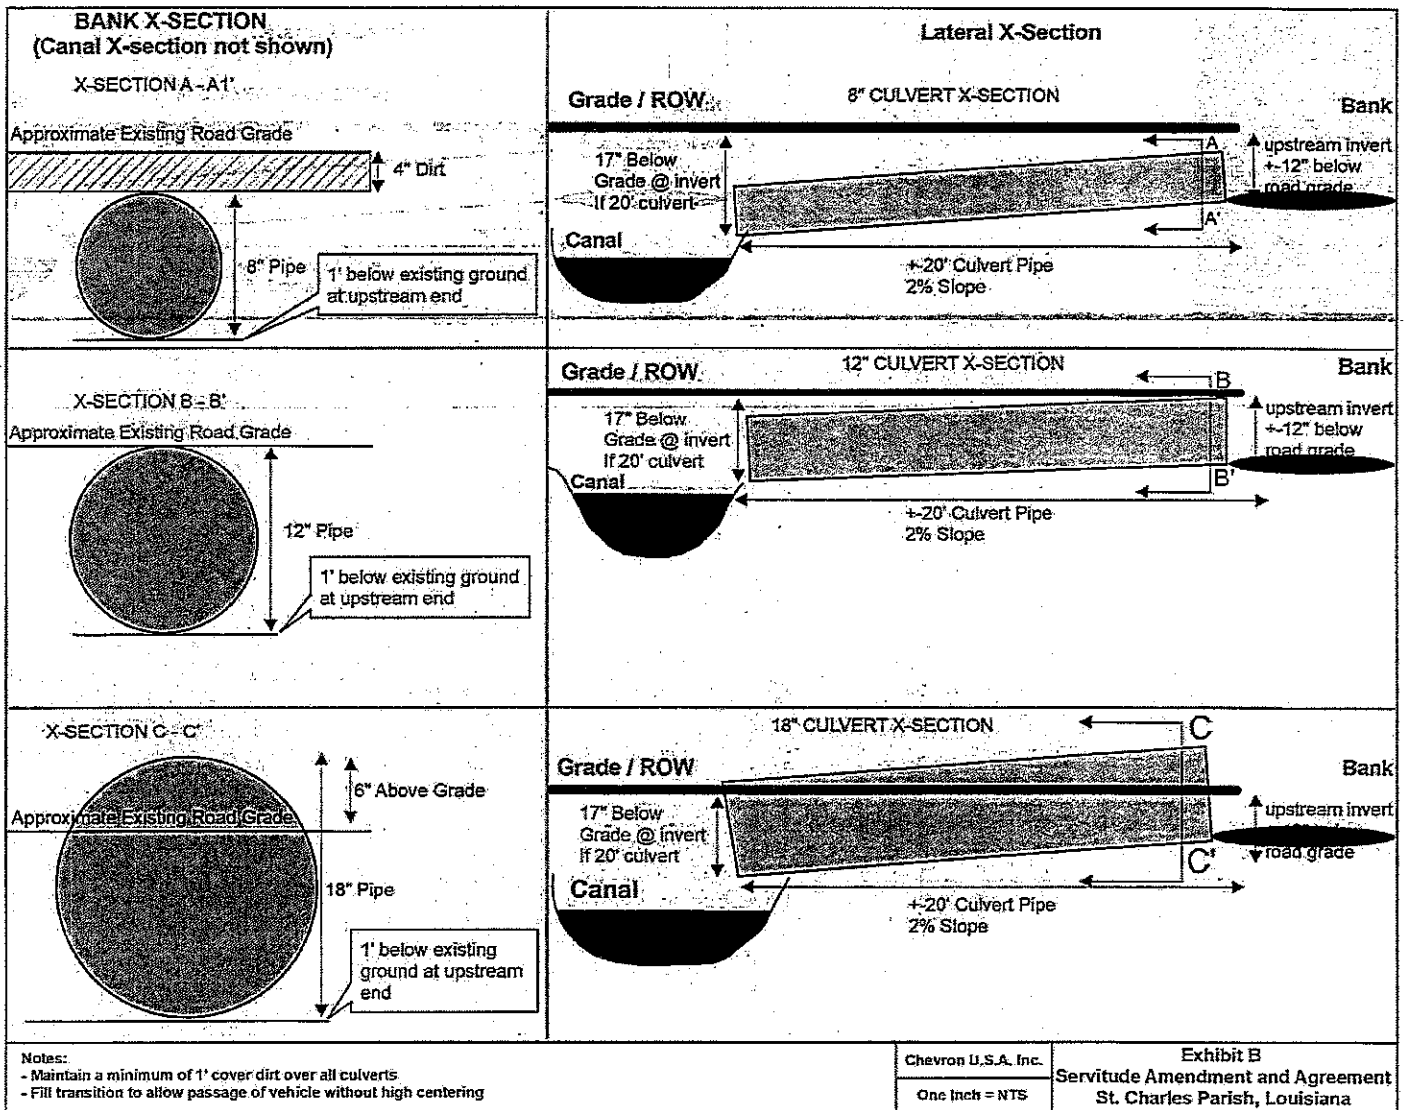 BANK X-SECTION
(Canal X-section not shown)
X-SECTION A - A1'
Approximate Existing Road Grade
4" Dirt
8" Pipe
1' below existing ground
at upstream end
Lateral X-Section
Grade / ROW
8" CULVERT X-SECTION
Bank
17" Below
Grade @ invert
If 20' culvert
A
upstream invert
+-12" below
road grade
A'
Canal
+-20' Culvert Pipe
2% Slope
X-SECTION B - B'
Approximate Existing Road Grade
12" Pipe
1' below existing ground
at upstream end
Grade / ROW
12" CULVERT X-SECTION
Bank
B
17" Below
Grade @ invert
If 20' culvert
upstream invert
+-12" below
road grade
Canal
B'
+-20' Culvert Pipe
2% Slope
X-SECTION C - C'
6" Above Grade
Approximate Existing Road Grade
18" Pipe
1' below existing
ground at upstream
end
18" CULVERT X-SECTION
C
Grade / ROW
Bank
17" Below
Grade @ invert
If 20' culvert
upstream invert
road grade
C'
Canal
+-20' Culvert Pipe
2% Slope
Notes:
- Maintain a minimum of 1' cover dirt over all culverts
- Fill transition to allow passage of vehicle without high centering
Chevron U.S.A. Inc.
One Inch = NTS
Exhibit B
Servitude Amendment and Agreement
St. Charles Parish, Louisiana